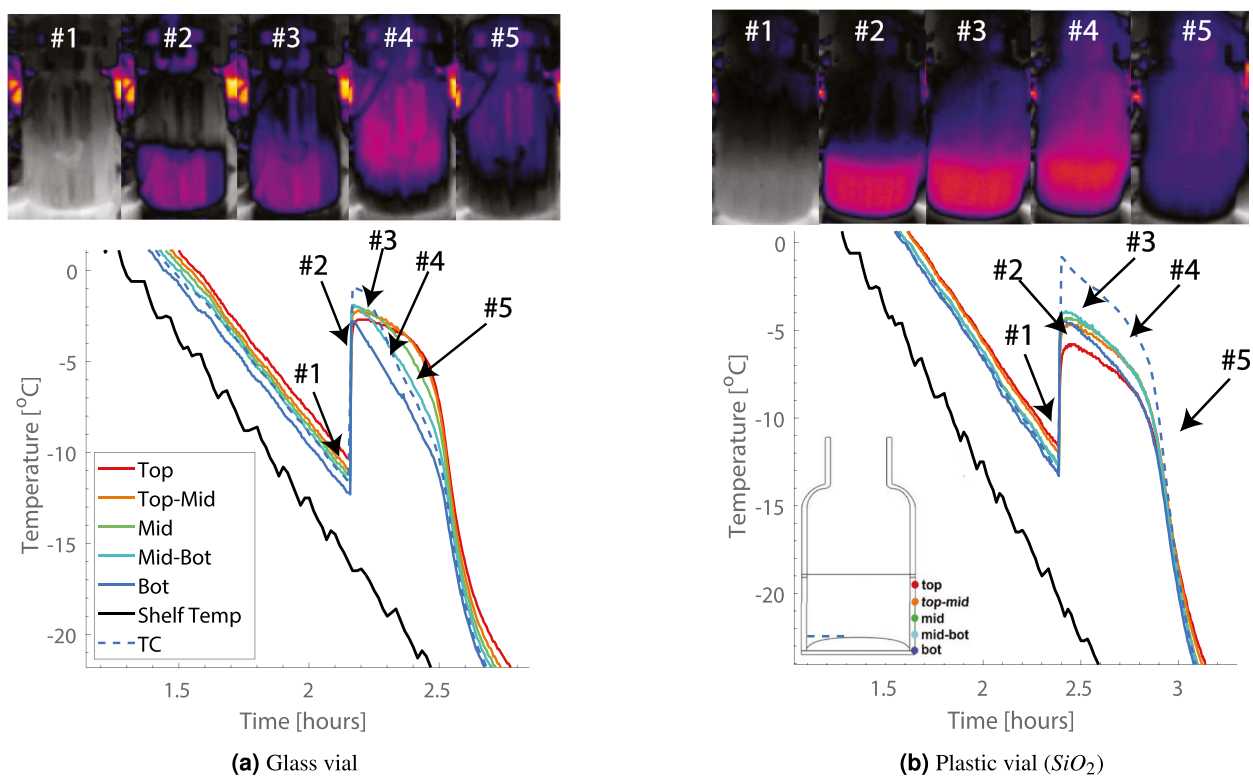 #1 #2 #3 #4 #5
#1 #2 #3 #4 #5
0
-5
-10
-15
-20
Temperature [°C]
#1
#2
#3
#4
#5
Top
Top-Mid
Mid
Mid-Bot
Bot
Shelf Temp
TC
1.5 2 2.5
Time [hours]
(a) Glass vial
0
-5
-10
-15
-20
Temperature [°C]
#1
#2
#3
#4
#5
top
top-mid
mid
mid-bot
bot
1.5 2 2.5 3
Time [hours]
(b) Plastic vial (SiO2)